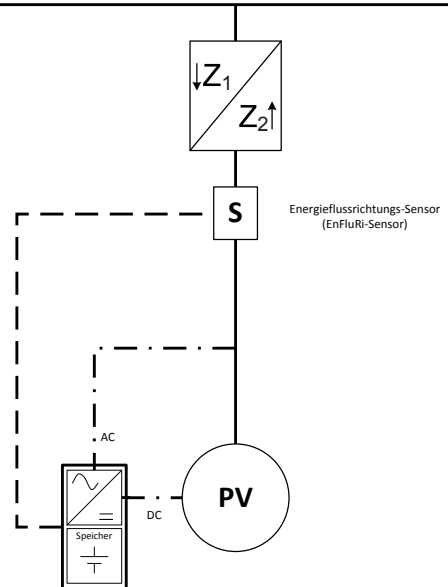 ↓Z1
Z2↑
S
Energieflussrichtungs-Sensor
(EnFluRi-Sensor)
AC
PV
DC
Speicher